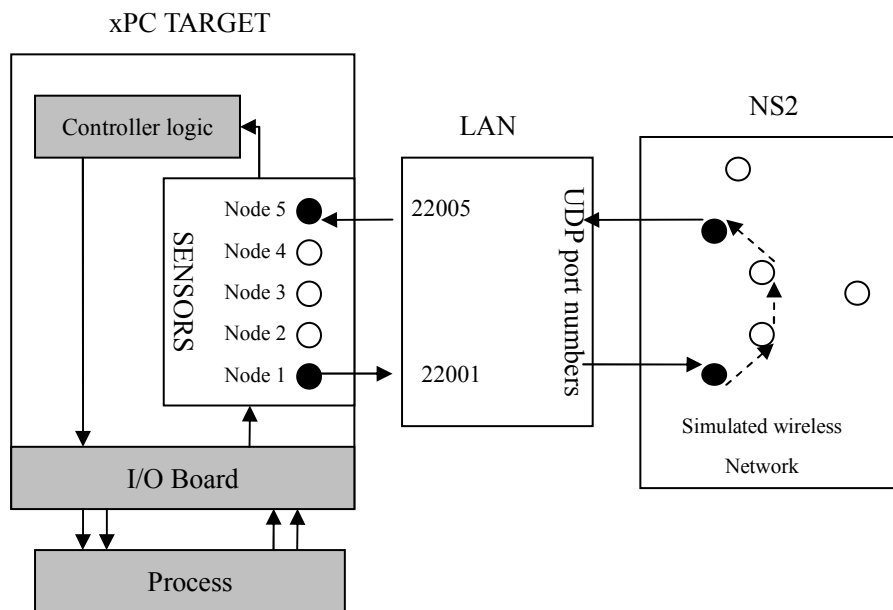 xPC TARGET
Controller logic
SENSORS
Node 5
Node 4
Node 3
Node 2
Node 1
I/O Board
Process
LAN
22005
22001
UDP port numbers
NS2
Simulated wireless
Network